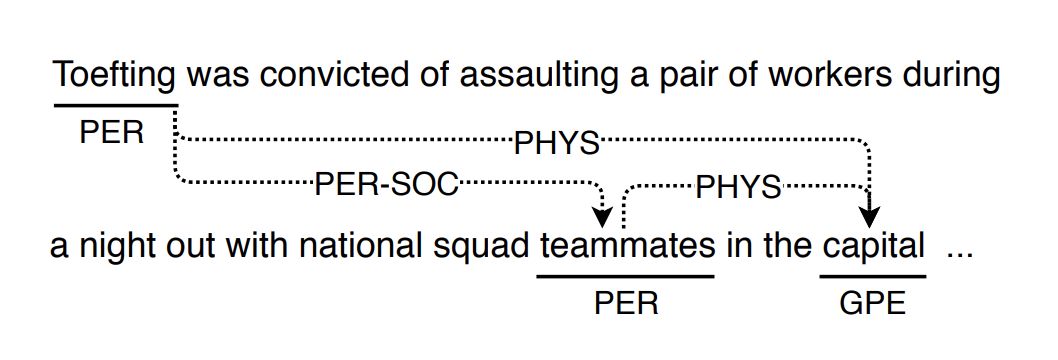 Toefting was convicted of assaulting a pair of workers during
PER
PHYS
PER-SOC PHYS
a night out with national squad teammates in the capital ...
PER GPE